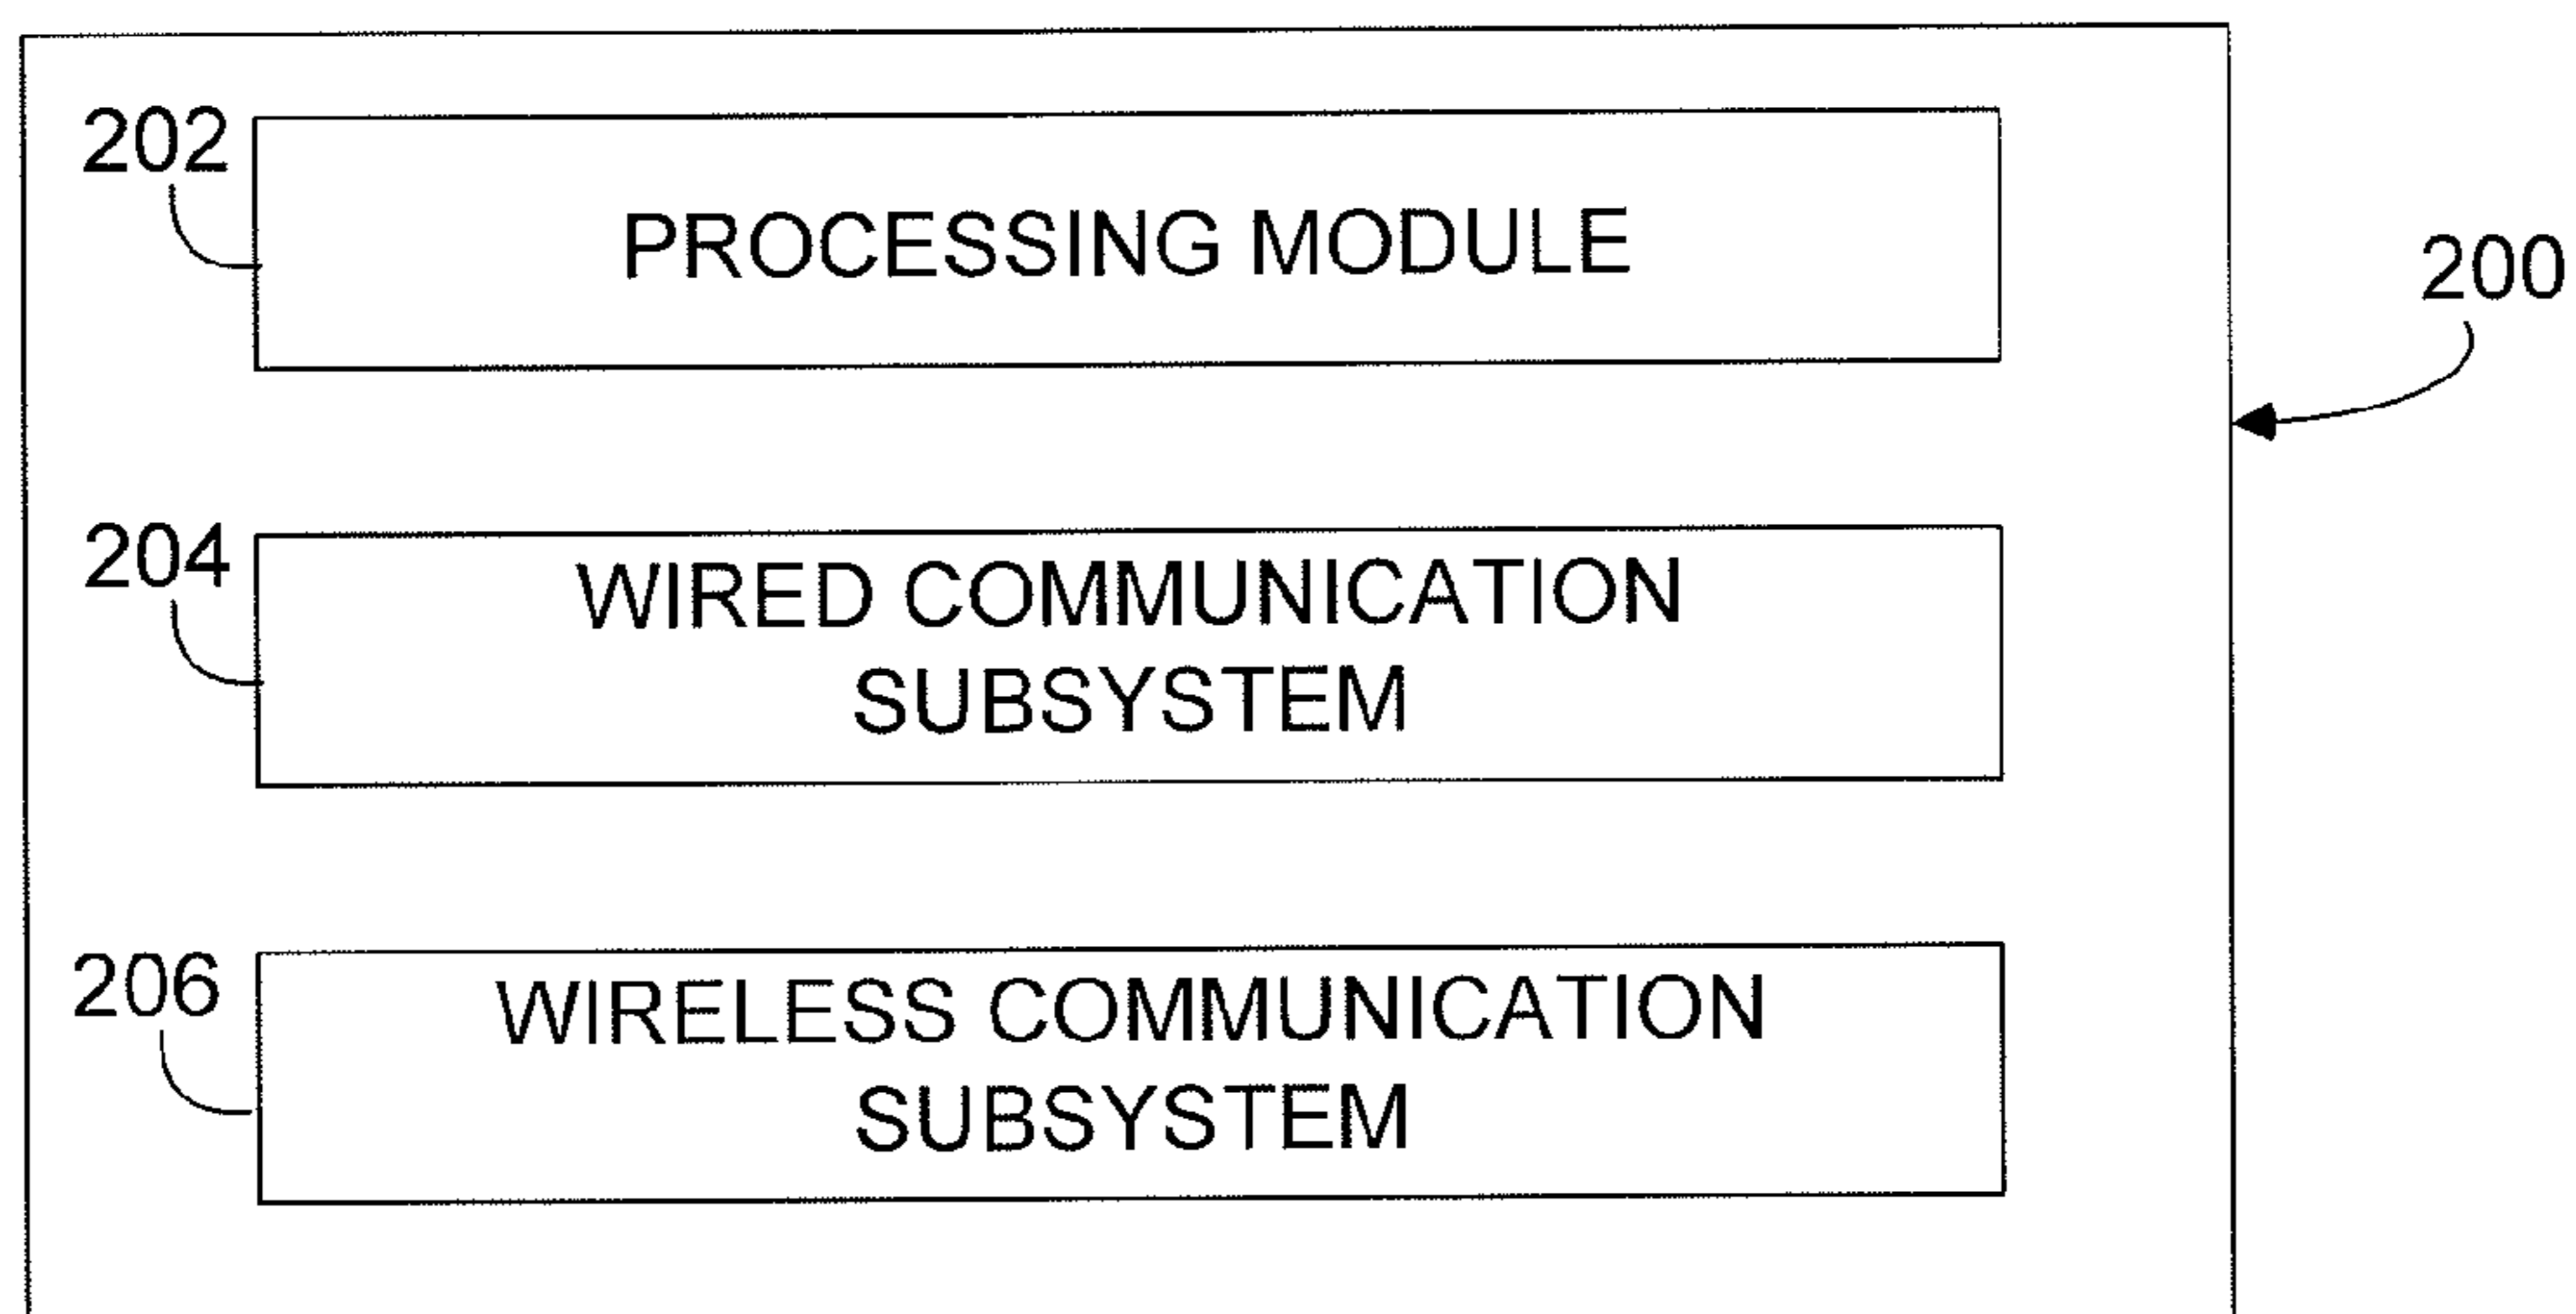 202
PROCESSING MODULE
200
204
WIRED COMMUNICATION
SUBSYSTEM
206
WIRELESS COMMUNICATION
SUBSYSTEM